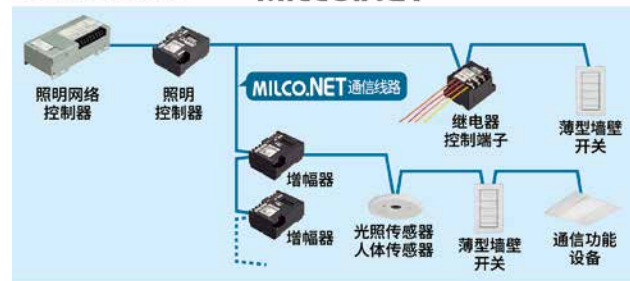 照明网络
控制器
照明
控制器
MILCO.NET通信线路
继电器
控制端子
薄型墙壁
开关
增幅器
增幅器
光照传感器
人体传感器
薄型墙壁
开关
通信功能
设备